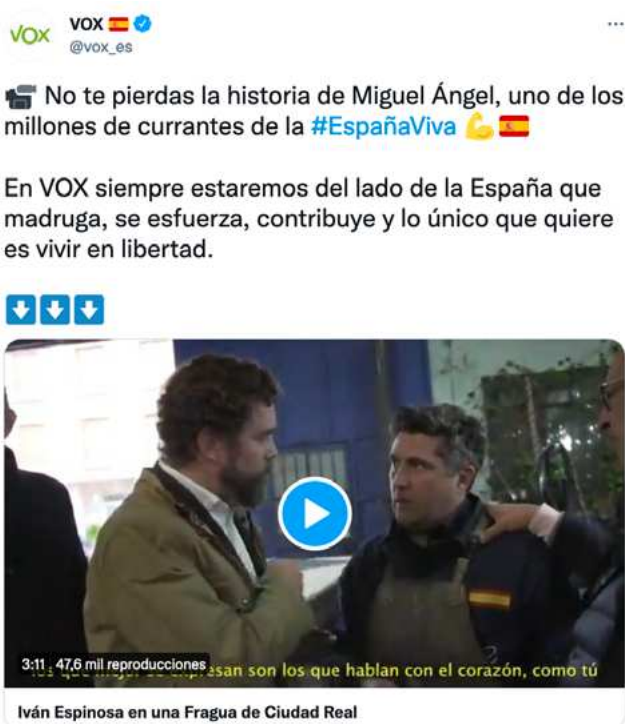 VOX
VOX
@vox_es
No te pierdas la historia de Miguel Ángel, uno de los
millones de currantes de la #EspañaViva
En VOX siempre estaremos del lado de la España que
madruga, se esfuerza, contribuye y lo único que quiere
es vivir en libertad.
3:11 47,6 mil reproducciones
son los que hablan con el corazón, como tú
Iván Espinosa en una Fragua de Ciudad Real